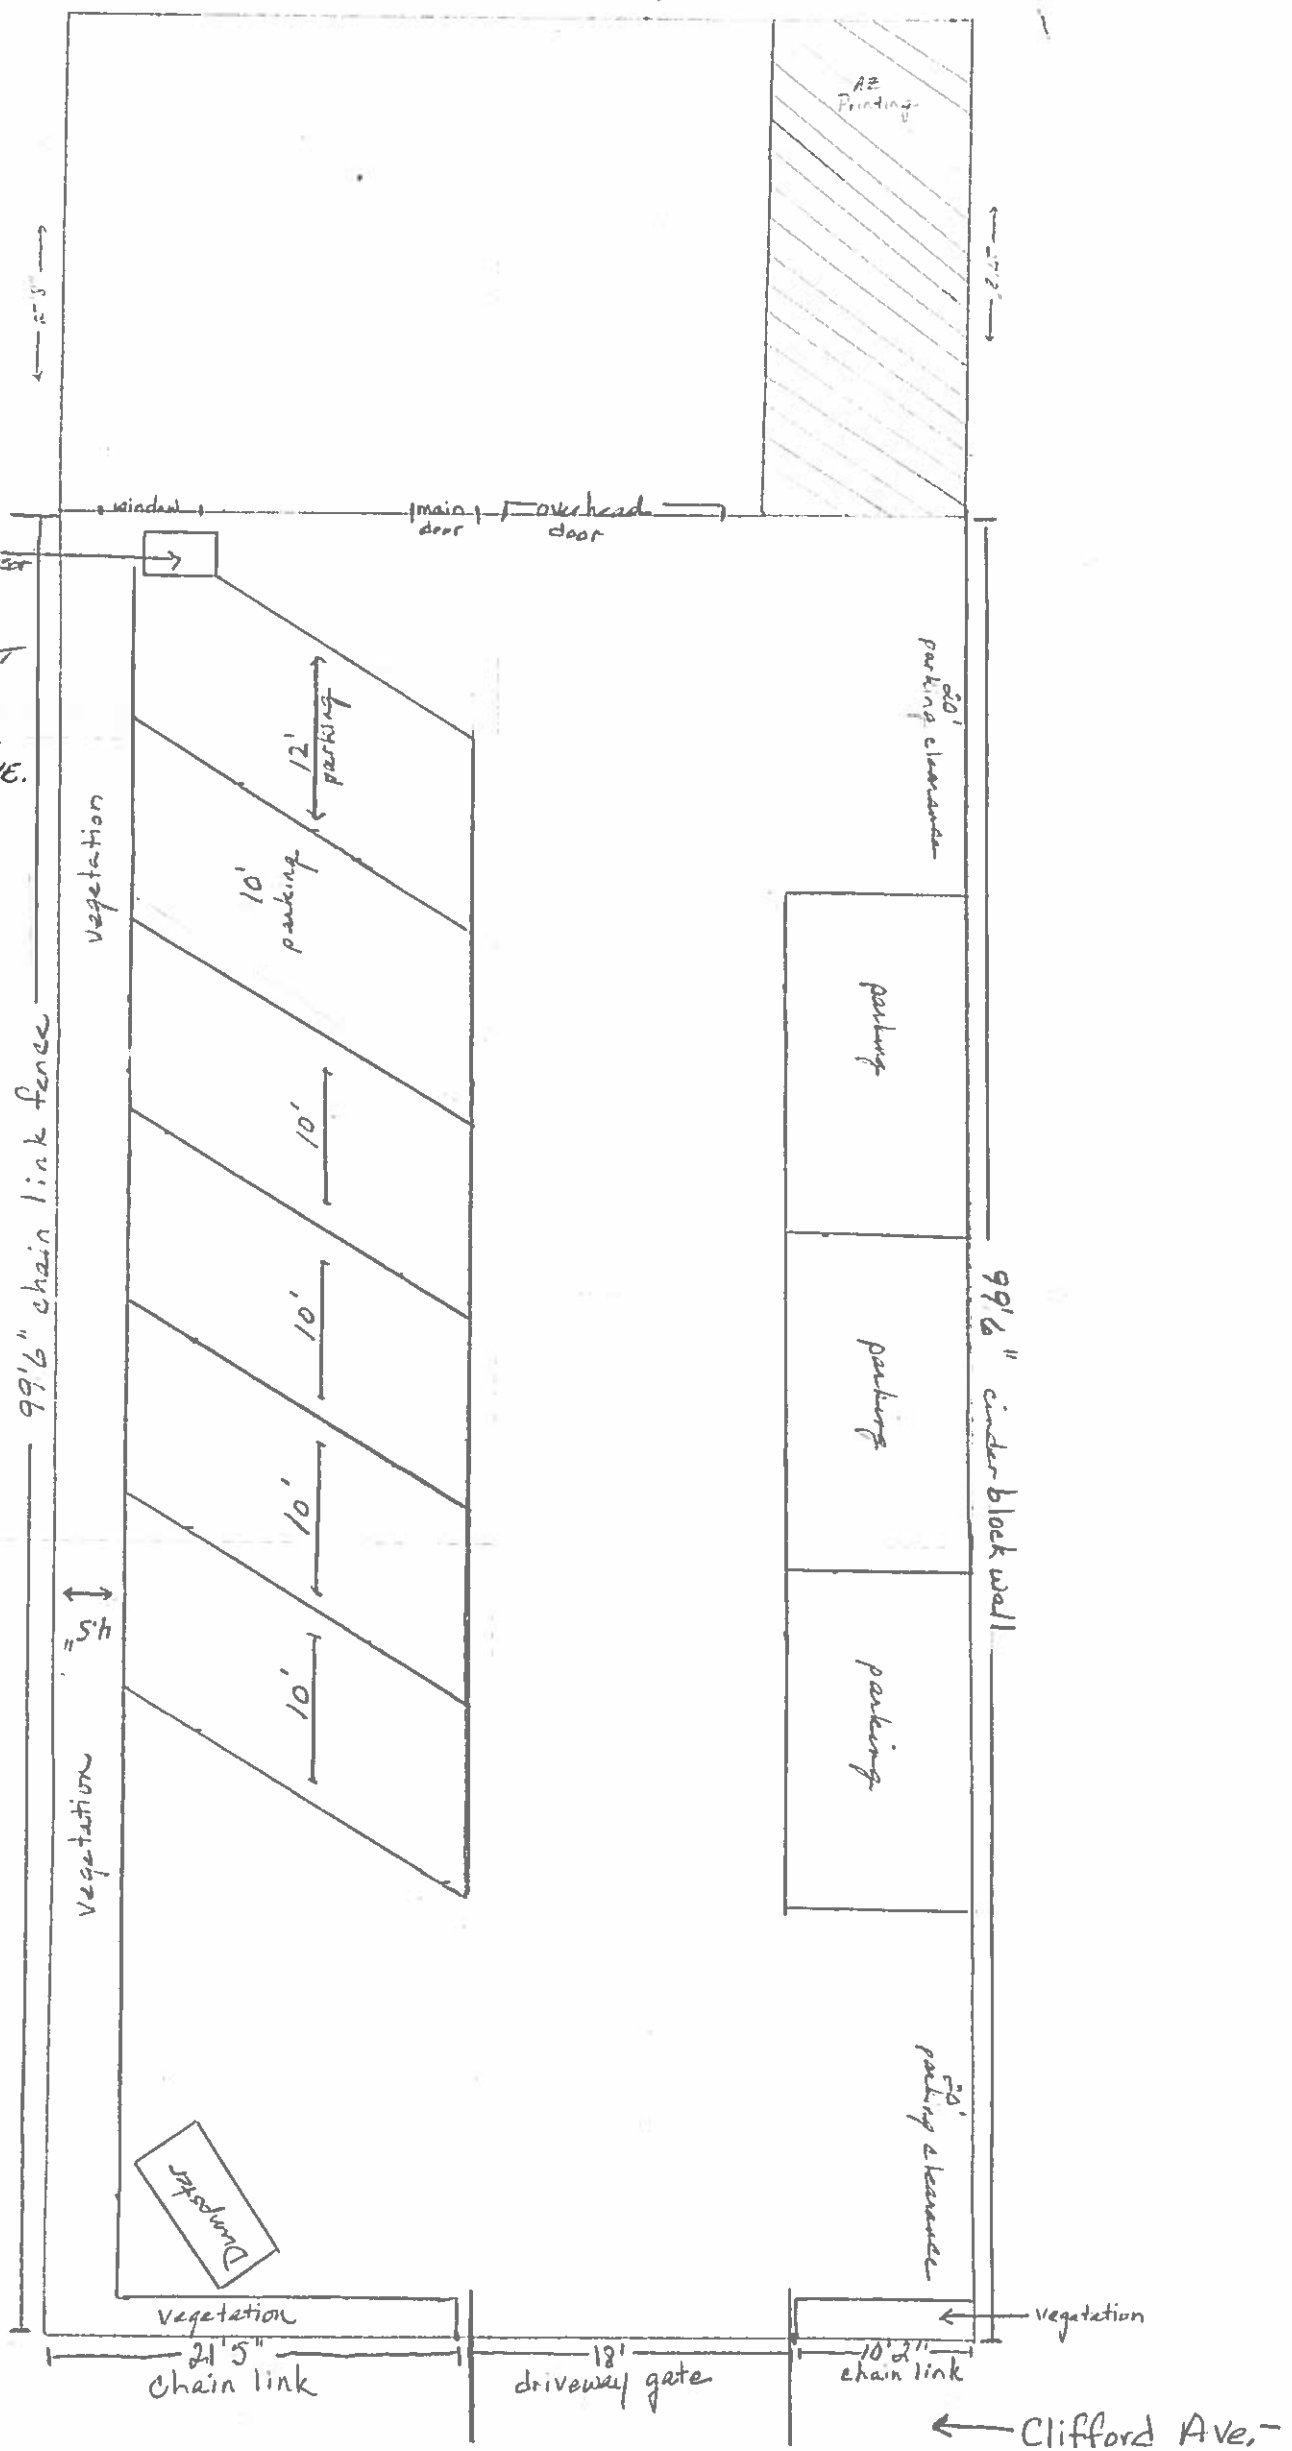 AZ
Printing
window
main
door
overhead
door
VE.
12'
parking
20'
parking clearance
vegetation
10'
parking
parking
99'6" chain link fence
10'
10'
parking
99'6" cinderblock wall
10'
4'5"
10'
parking
vegetation
20'
parking clearance
Dumpster
vegetation
vegetation
21'5"
chain link
18'
driveway gate
10'2"
chain link
Clifford Ave.